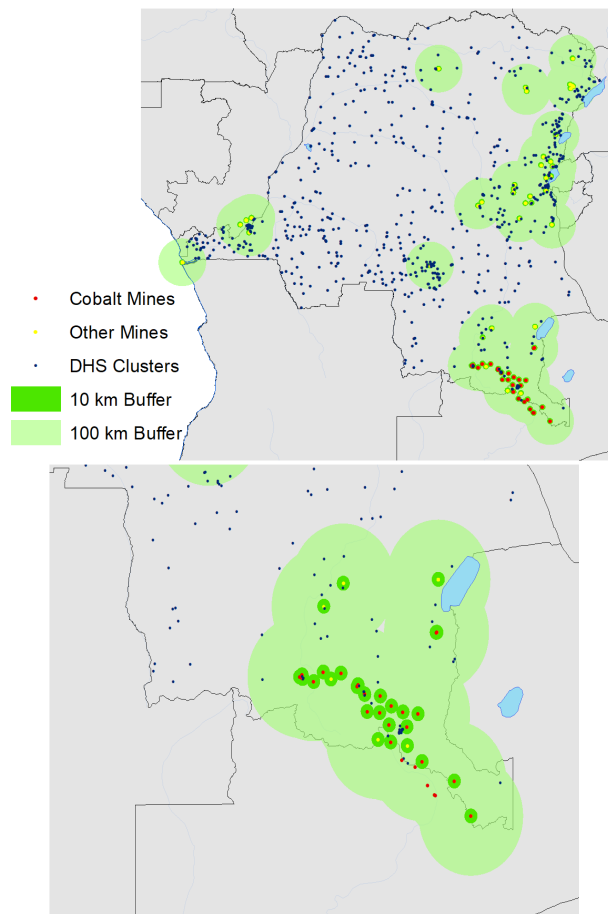 Cobalt Mines
Other Mines
DHS Clusters
10 km Buffer
100 km Buffer